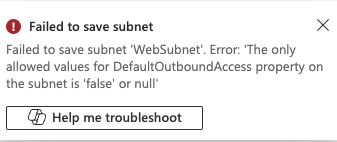 Failed to save subnet
Failed to save subnet 'WebSubnet'. Error: 'The only
allowed values for DefaultOutboundAccess property on
the subnet is 'false' or null'
Help me troubleshoot